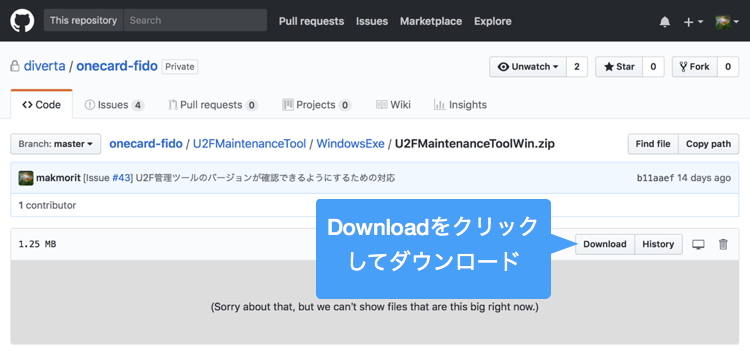 This repository Search Pull requests Issues Marketplace Explore
diverta / onecard-fido Private Unwatch 2 Star 0 Fork 0
Code Issues 4 Pull requests 0 Projects 0 Wiki Insights
Branch: master onecard-fido / U2FMaintenanceTool / WindowsExe / U2FMaintenanceToolWin.zip Find file Copy path
makmorit [Issue #43] U2F管理ツールのバージョンが確認できるようにするための対応 b11aaef 14 days ago
1 contributor
Downloadをクリック
してダウンロード
1.25 MB Download History
(Sorry about that, but we can't show files that are this big right now.)